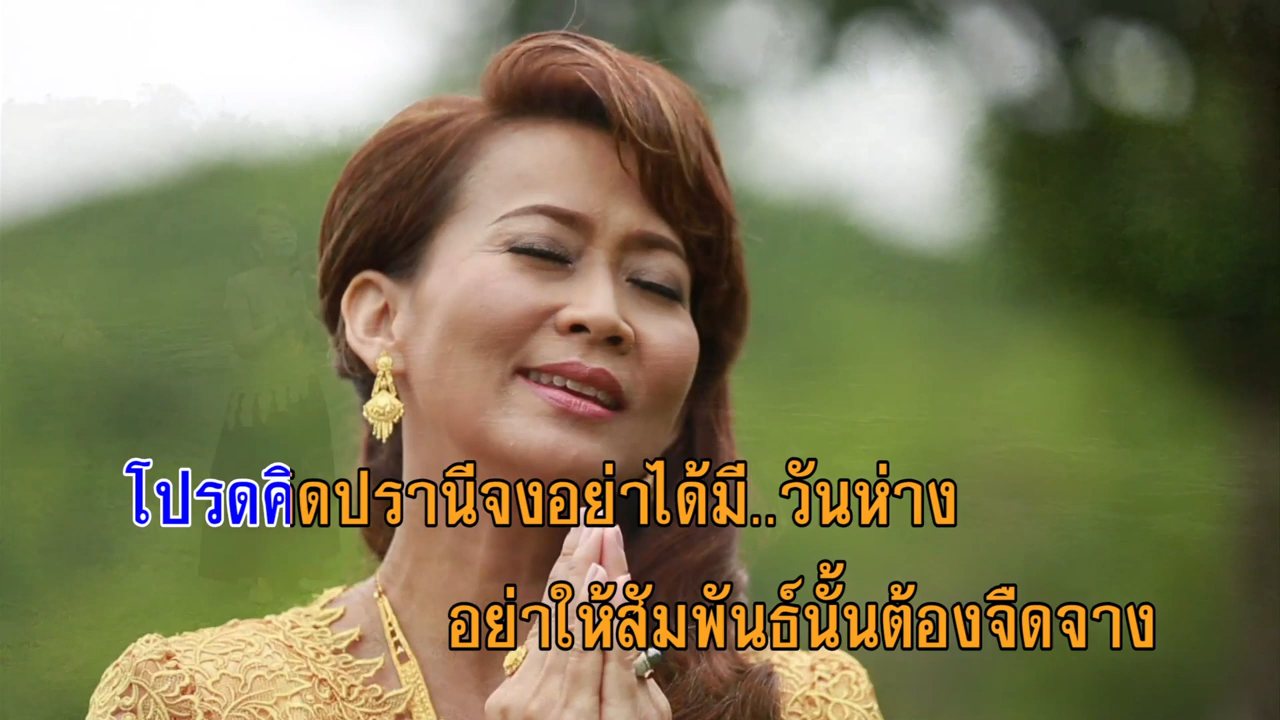 โปรดคิดปรานีจงอย่าได้มี..วันห่าง
อย่าให้สัมพันธ์นั้นต้องจืดจาง